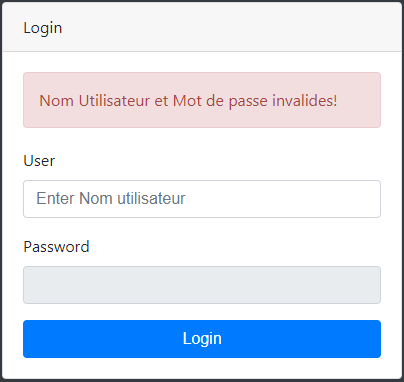 Login
Nom Utilisateur et Mot de passe invalides!
User
Enter Nom utilisateur
Password
Login